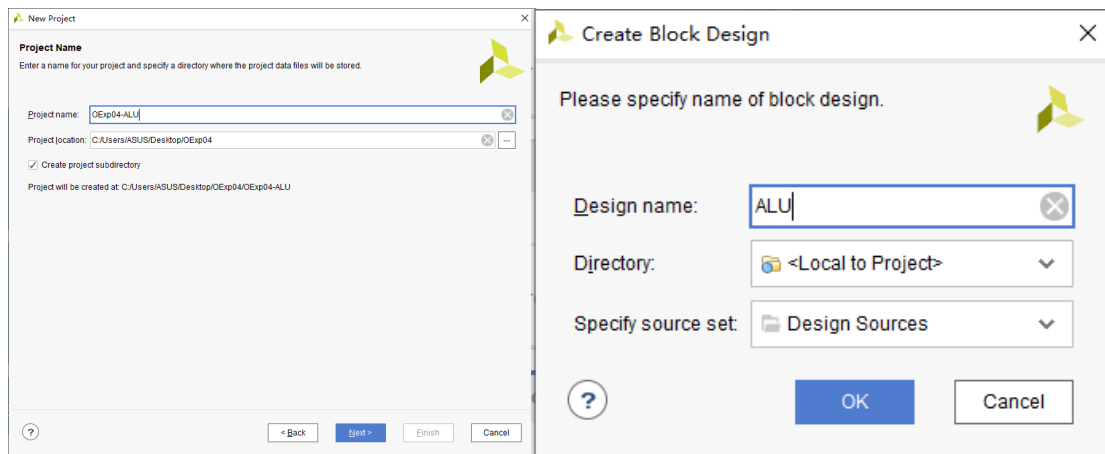 New Project
Project Name
Enter a name for your project and specify a directory where the project data files will be stored.
Project name: OExp04-ALU
Project location: C:/Users/ASUS/Desktop/OExp04
Create project subdirectory
Project will be created at: C:/Users/ASUS/Desktop/OExp04/OExp04-ALU
? < Back Next > Finish Cancel
Create Block Design
Please specify name of block design.
Design name: ALU
Directory: <Local to Project>
Specify source set: Design Sources
? OK Cancel